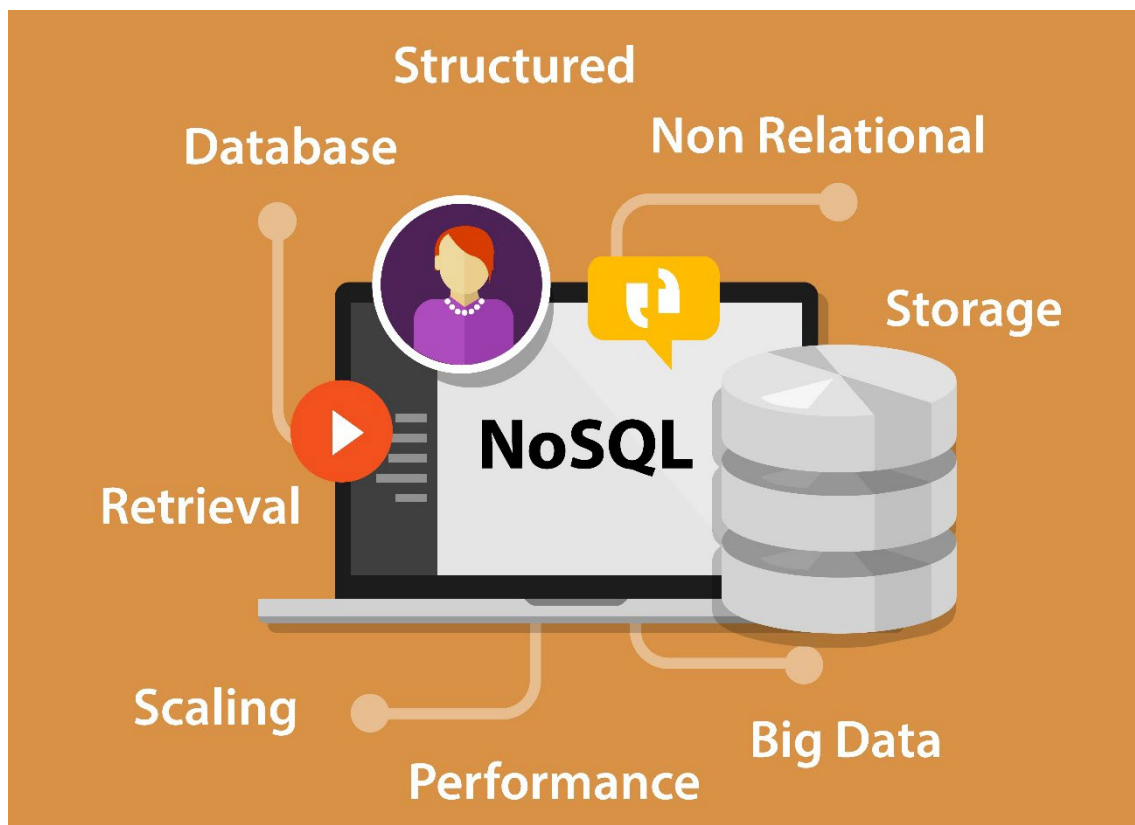 Structured
Database
Non Relational
Storage
NoSQL
Retrieval
Scaling
Big Data
Performance